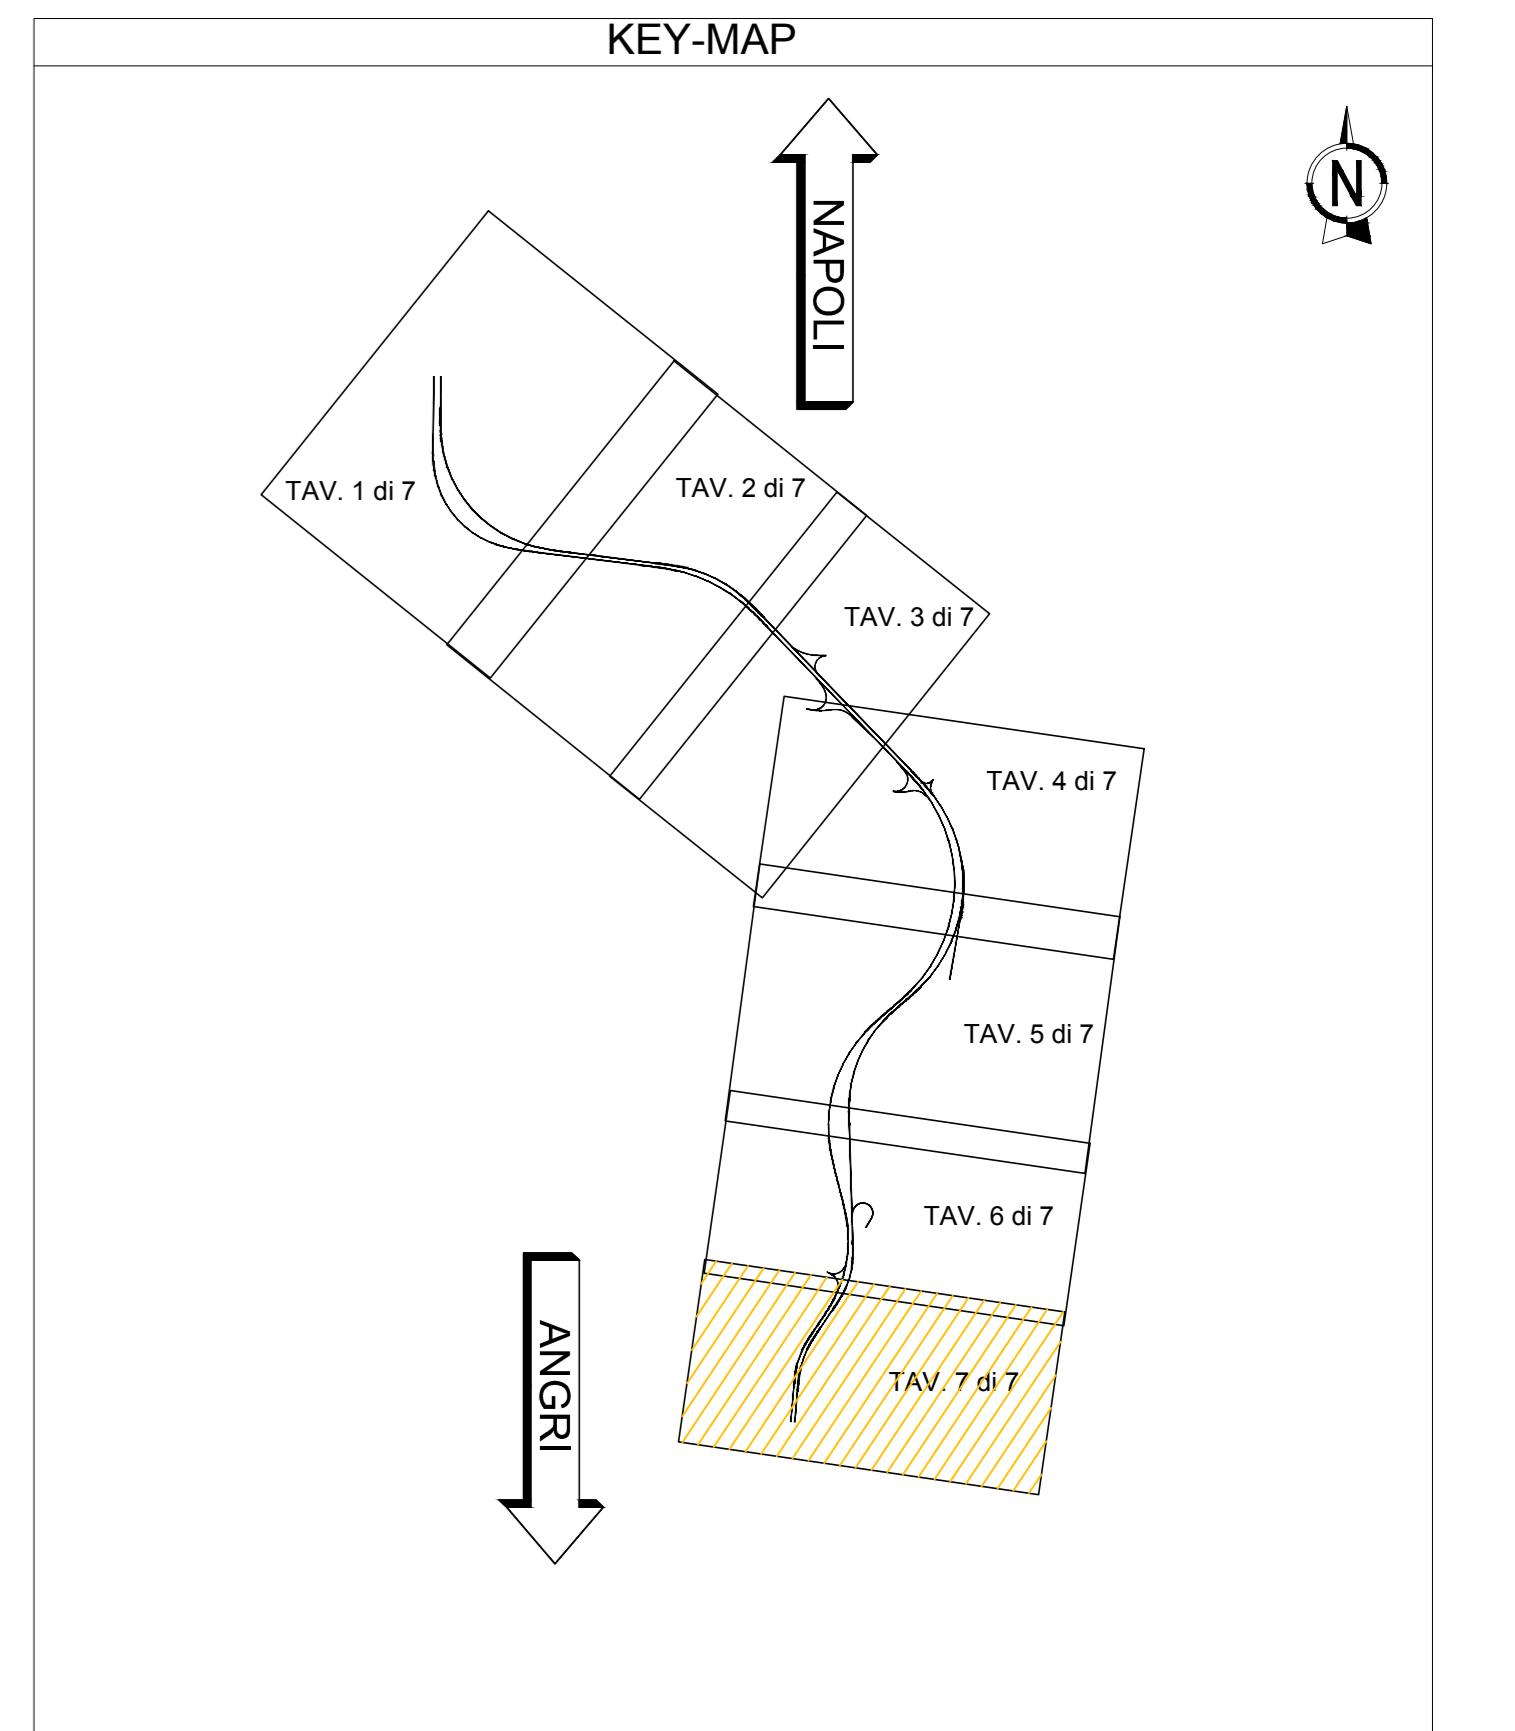 KEY-MAP
N
NAPOLI
TAV. 1 di 7
TAV. 2 di 7
TAV. 3 di 7
TAV. 4 di 7
TAV. 5 di 7
TAV. 6 di 7
ANGRI
TAV. 7 di 7